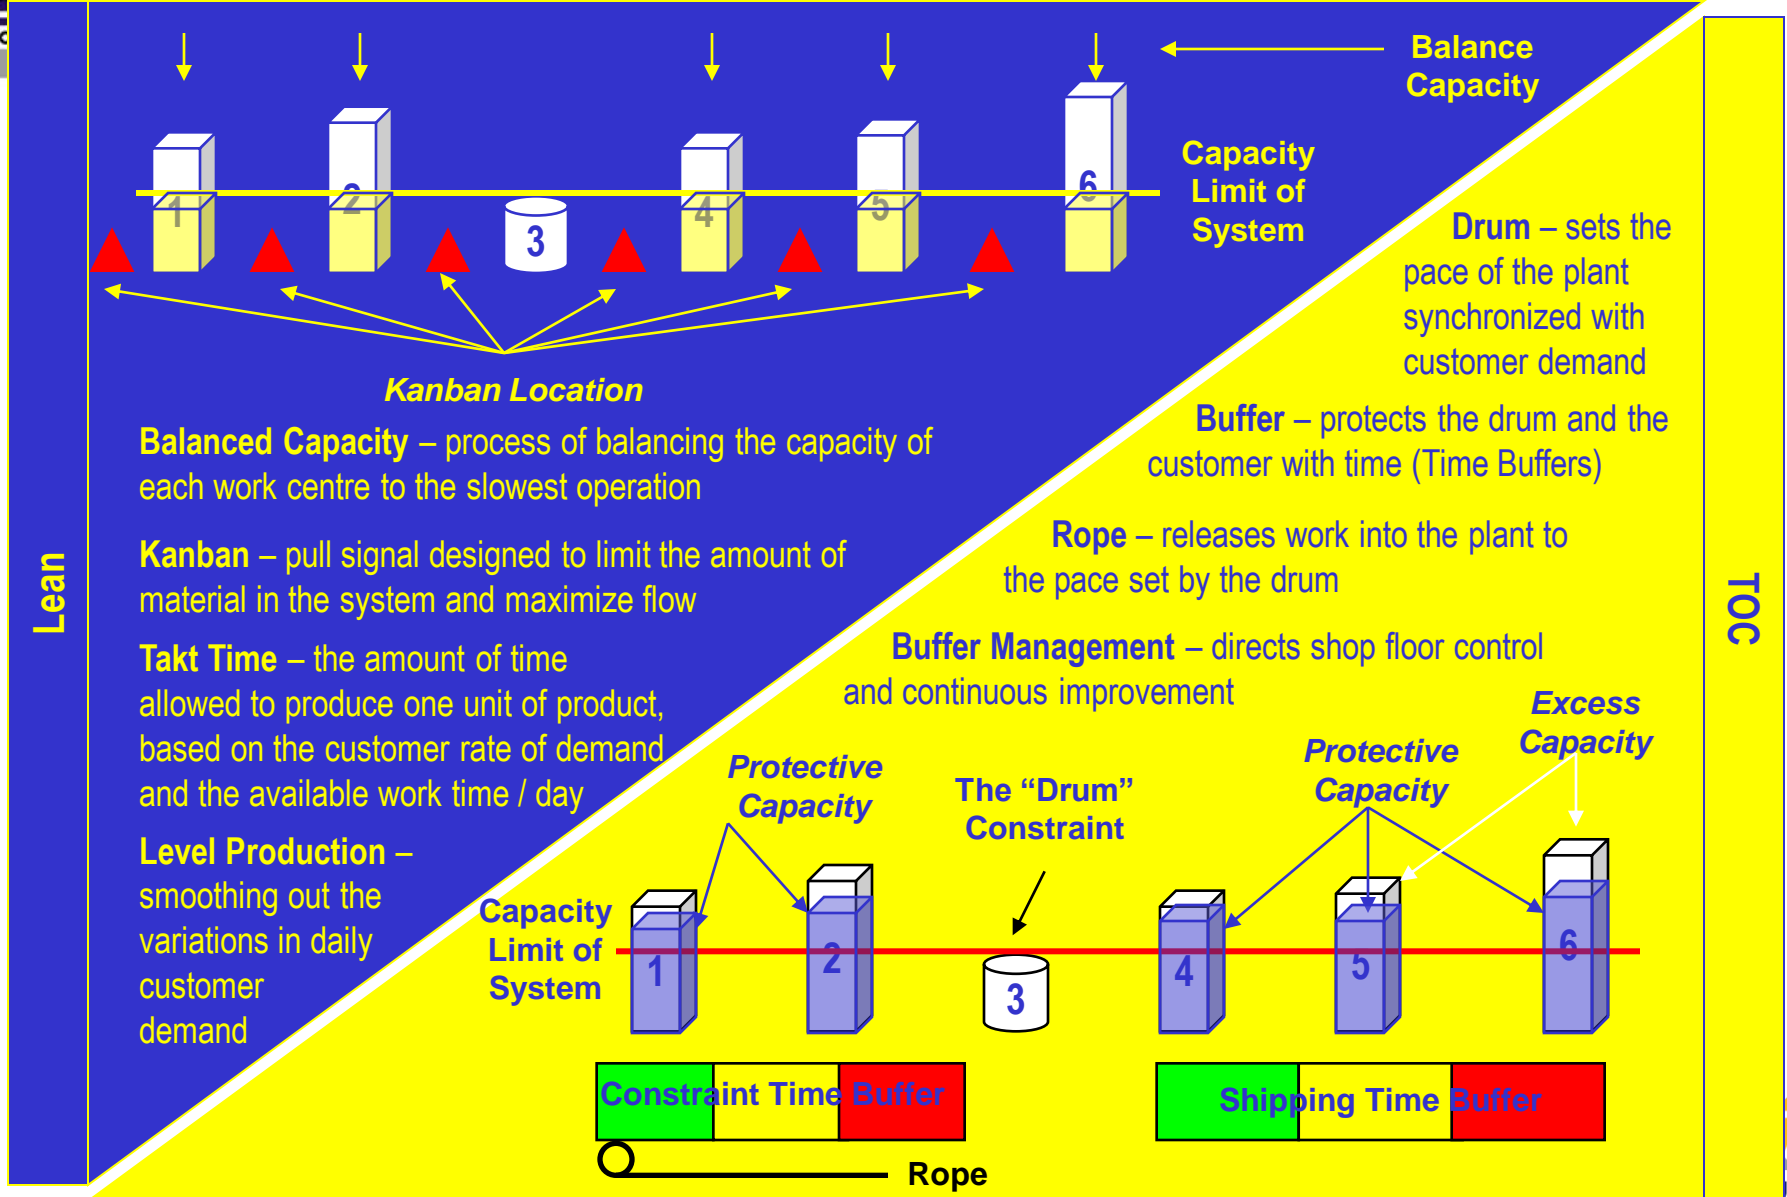 Balance
Capacity
Capacity
Limit of
System
1
2
3
4
5
6
Kanban Location
Balanced Capacity – process of balancing the capacity of
each work centre to the slowest operation
Kanban – pull signal designed to limit the amount of
material in the system and maximize flow
Takt Time – the amount of time
allowed to produce one unit of product,
based on the customer rate of demand
and the available work time / day
Level Production –
smoothing out the
variations in daily
customer
demand
Lean
Drum – sets the
pace of the plant
synchronized with
customer demand
Buffer – protects the drum and the
customer with time (Time Buffers)
Rope – releases work into the plant to
the pace set by the drum
Buffer Management – directs shop floor control
and continuous improvement
TOC
Protective
Capacity
The “Drum”
Constraint
Protective
Capacity
Excess
Capacity
Capacity
Limit of
System
1
2
3
4
5
6
Constraint Time Buffer
Shipping Time Buffer
Rope